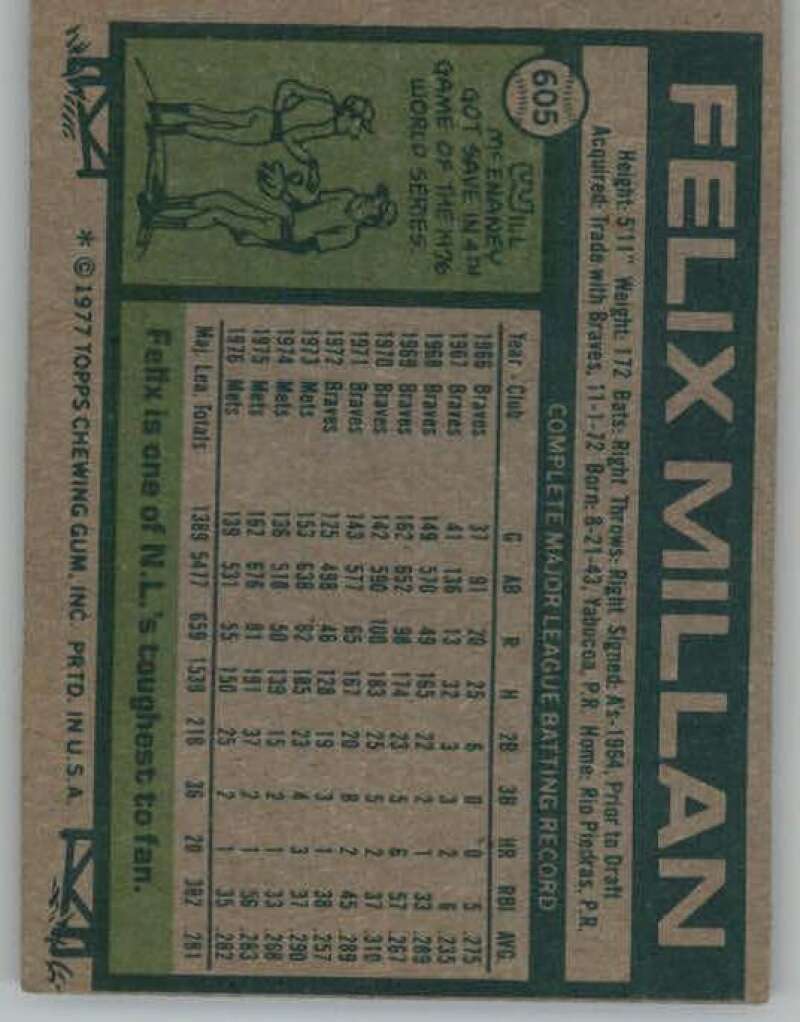 FELIX MILLAN
Height: 5'11" Weight: 172 Bats: Right Throws: Right Signed: A's-1964, Prior to Draft
Acquired: Trade with Braves, 11-1-72 Born: 8-21-43, Yabucoa, P.R. Home: Rio Piedras, P.R.
605
WILL
McENANEY
GOT SAVE IN 4TH
GAME OF THE 1976
WORLD SERIES.
COMPLETE MAJOR LEAGUE BATTING RECORD
Year Club G AB R H 2B 3B HR RBI AVG.
1966 Braves 37 91 20 25 6 0 0 5 .275
1967 Braves 41 136 13 32 3 3 2 6 .235
1968 Braves 149 570 49 165 22 2 1 33 .289
1969 Braves 162 652 98 174 23 5 6 57 .267
1970 Braves 142 590 100 183 25 5 2 37 .310
1971 Braves 143 577 65 167 20 8 2 45 .289
1972 Braves 125 498 46 128 19 3 1 38 .257
1973 Mets 153 638 82 185 23 4 3 37 .290
1974 Mets 136 518 50 139 15 2 1 33 .268
1975 Mets 162 676 81 191 37 2 1 56 .283
1976 Mets 139 531 55 150 25 2 1 35 .282
Maj. Lea. Totals 1389 5477 659 1539 218 36 20 382 .281
Felix is one of N.L.'s toughest to fan.
* © 1977 TOPPS CHEWING GUM, INC. PRTD. IN U.S.A.